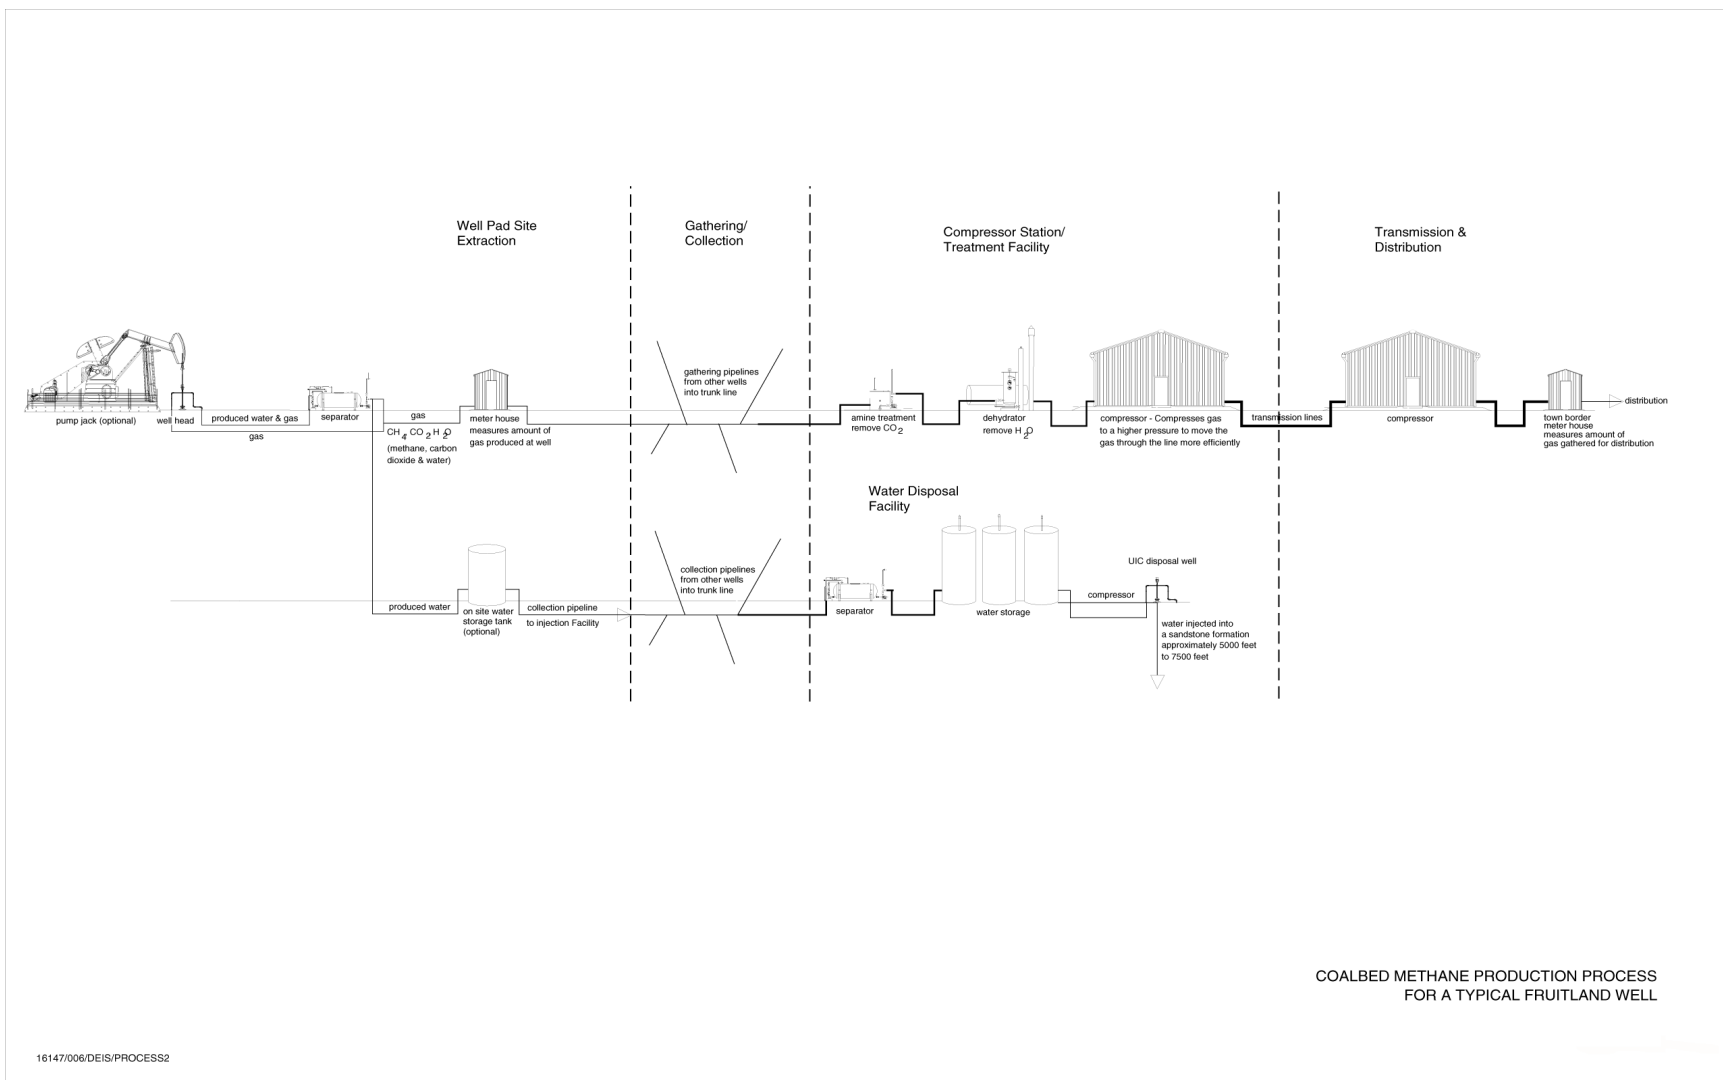 Well Pad Site
Extraction
Gathering/
Collection
Compressor Station/
Treatment Facility
Transmission &
Distribution
pump jack (optional)
well head
produced water & gas
gas
separator
gas
CH4 CO2 H2O
(methane, carbon
dioxide & water)
meter house
measures amount of
gas produced at well
gathering pipelines
from other wells
into trunk line
amine treatment
remove CO2
dehydrator
remove H2O
compressor - Compresses gas
to a higher pressure to move the
gas through the line more efficiently
transmission lines
compressor
town border
meter house
measures amount of
gas gathered for distribution
distribution
Water Disposal
Facility
produced water
on site water
storage tank
(optional)
collection pipeline
to injection Facility
collection pipelines
from other wells
into trunk line
separator
water storage
compressor
UIC disposal well
water injected into
a sandstone formation
approximately 5000 feet
to 7500 feet
COALBED METHANE PRODUCTION PROCESS
FOR A TYPICAL FRUITLAND WELL
16147/006/DEIS/PROCESS2